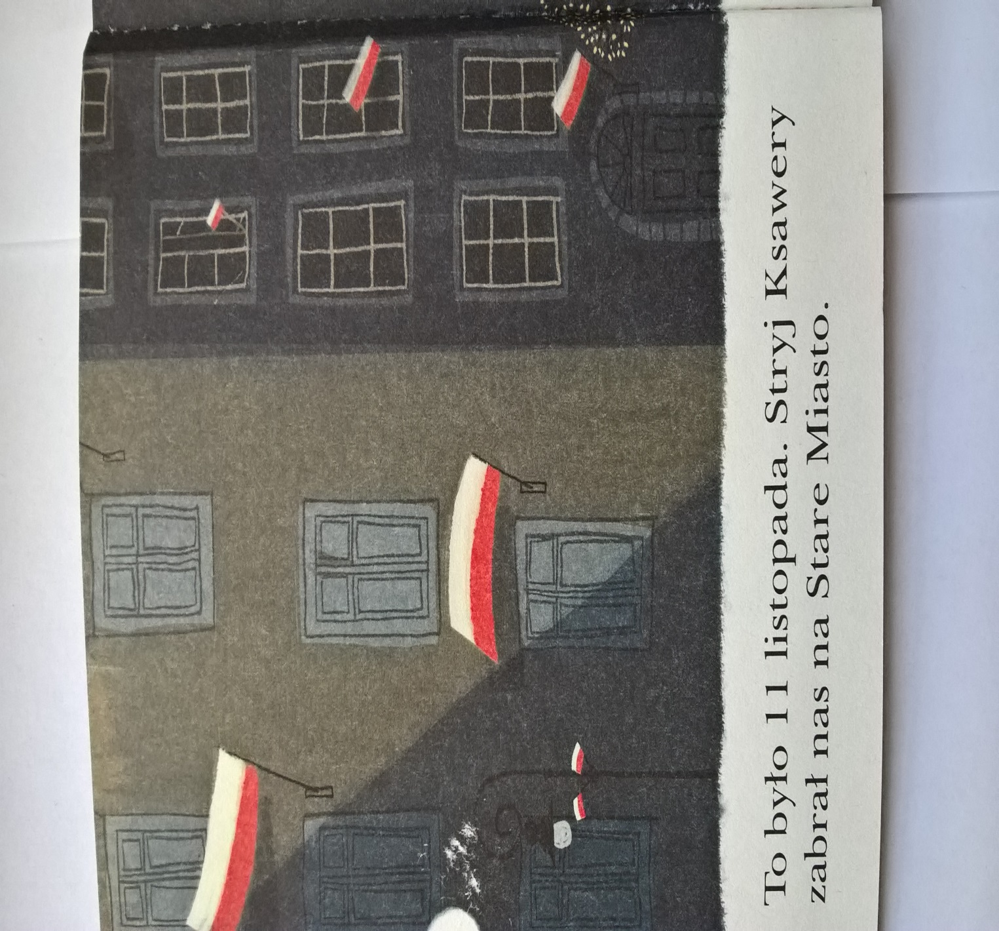 To było 11 listopada. Stryj Ksawery
zabrał nas na Stare Miasto.